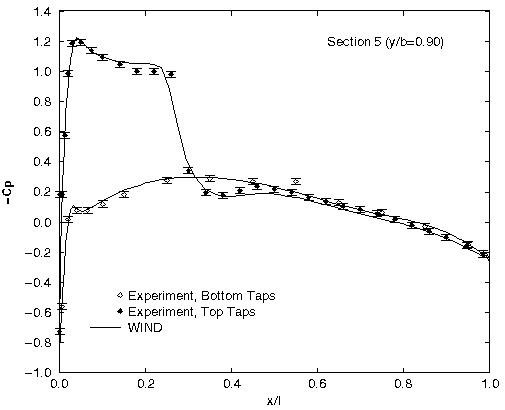 1.4
Section 5 (y/b=0.90)
1.2
1.0
0.8
0.6
0.4
0.2
0.0
−0.2
−0.4
−0.6
−0.8
−1.0
−Cp
Experiment, Bottom Taps
Experiment, Top Taps
WIND
0.0 0.2 0.4 0.6 0.8 1.0
x/l